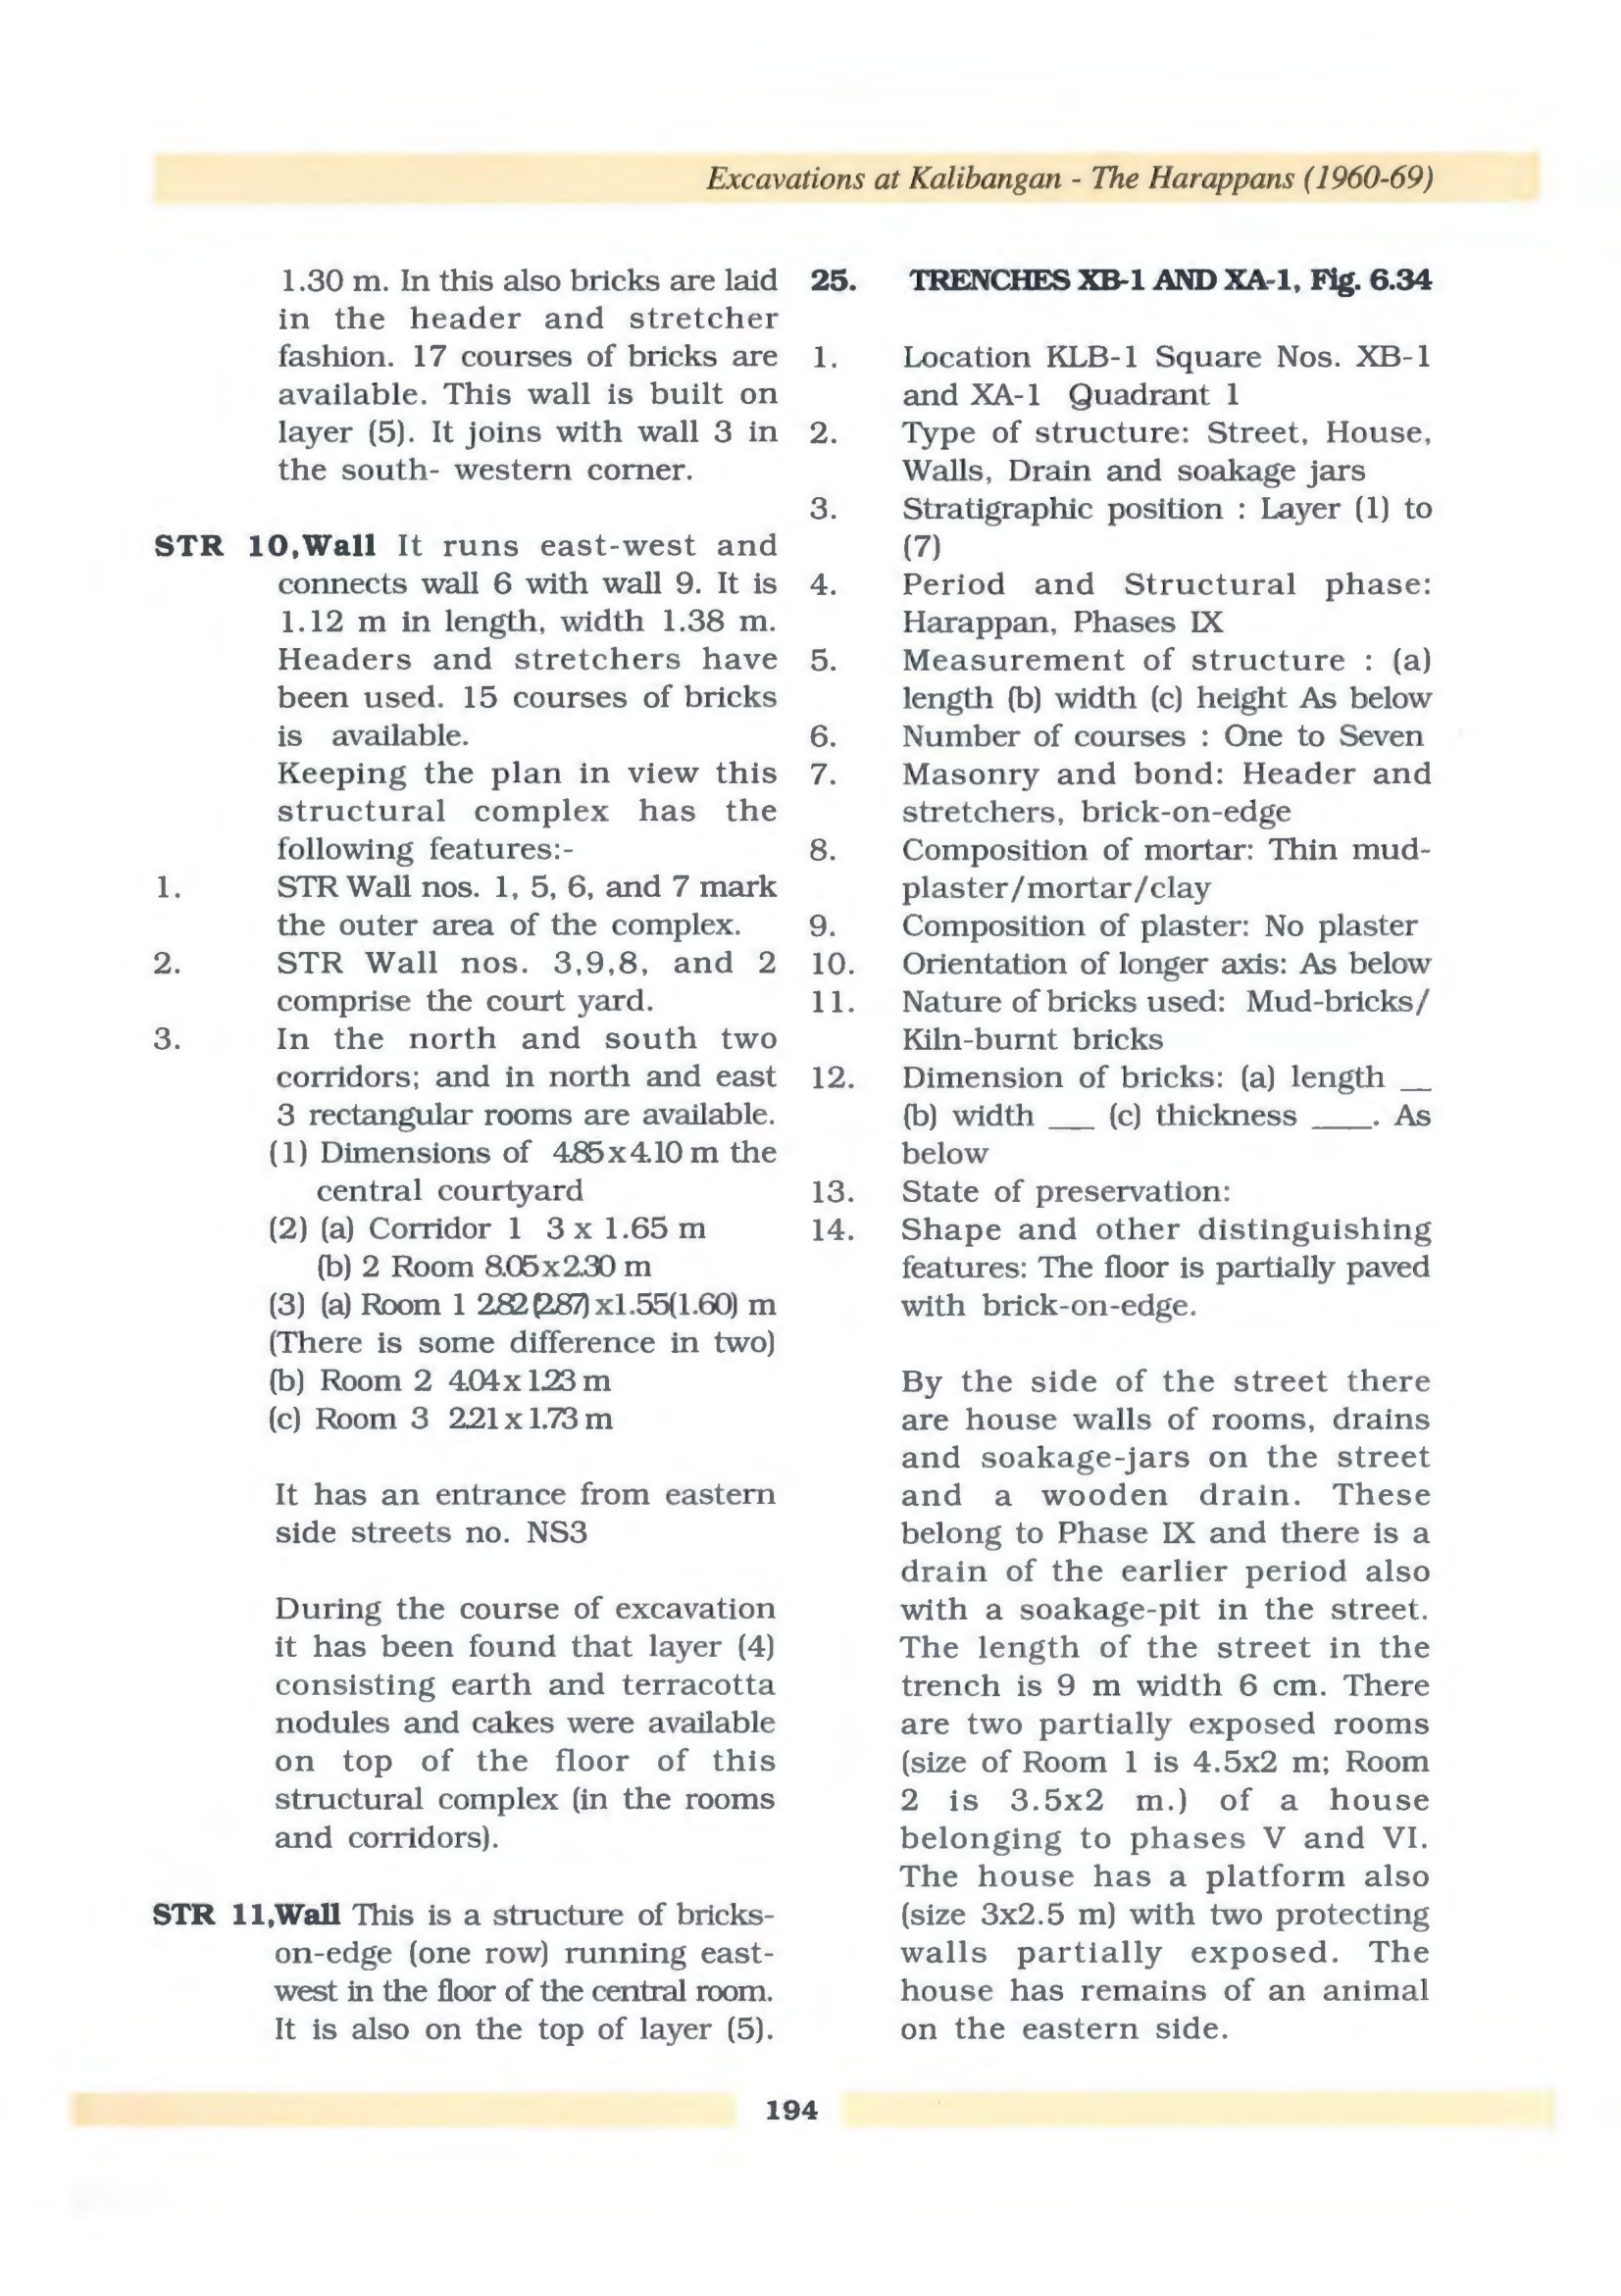 Excavations at Kalibangan - The Harappans (1960-69)
1.30 m. In this also bricks are laid
in the header and stretcher
fashion. 17 courses of bricks are
available. This wall is built on
layer (5). It joins with wall 3 in
the south- western corner.
STR 10,Wall It runs east-west and
connects wall 6 with wall 9. It is
1.12 m in length, width 1.38 m.
Headers and stretchers have
been used. 15 courses of bricks
is available.
Keeping the plan in view this
structural complex has the
following features:-
1. STR Wall nos. 1, 5, 6, and 7 mark
the outer area of the complex.
2. STR Wall nos. 3,9,8, and 2
comprise the court yard.
3. In the north and south two
corridors; and in north and east
3 rectangular rooms are available.
(1) Dimensions of 4.85x4.10 m the
central courtyard
(2) (a) Corridor 1 3 x 1.65 m
(b) 2 Room 8.05x2.30 m
(3) (a) Room 1 2.82(2.87)x1.55(1.60) m
(There is some difference in two)
(b) Room 2 4.04x1.23 m
(c) Room 3 2.21x1.73 m
It has an entrance from eastern
side streets no. NS3
During the course of excavation
it has been found that layer (4)
consisting earth and terracotta
nodules and cakes were available
on top of the floor of this
structural complex (in the rooms
and corridors).
STR 11,Wall This is a structure of bricks-
on-edge (one row) running east-
west in the floor of the central room.
It is also on the top of layer (5).
25. TRENCHES XB-1 AND XA-1, Fig. 6.34
1. Location KLB-1 Square Nos. XB-1
and XA-1 Quadrant 1
2. Type of structure: Street, House,
Walls, Drain and soakage jars
3. Stratigraphic position : Layer (1) to
(7)
4. Period and Structural phase:
Harappan, Phases IX
5. Measurement of structure : (a)
length (b) width (c) height As below
6. Number of courses : One to Seven
7. Masonry and bond: Header and
stretchers, brick-on-edge
8. Composition of mortar: Thin mud-
plaster/mortar/clay
9. Composition of plaster: No plaster
10. Orientation of longer axis: As below
11. Nature of bricks used: Mud-bricks/
Kiln-burnt bricks
12. Dimension of bricks: (a) length __
(b) width ___ (c) thickness ____. As
below
13. State of preservation:
14. Shape and other distinguishing
features: The floor is partially paved
with brick-on-edge.
By the side of the street there
are house walls of rooms, drains
and soakage-jars on the street
and a wooden drain. These
belong to Phase IX and there is a
drain of the earlier period also
with a soakage-pit in the street.
The length of the street in the
trench is 9 m width 6 cm. There
are two partially exposed rooms
(size of Room 1 is 4.5x2 m; Room
2 is 3.5x2 m.) of a house
belonging to phases V and VI.
The house has a platform also
(size 3x2.5 m) with two protecting
walls partially exposed. The
house has remains of an animal
on the eastern side.
194